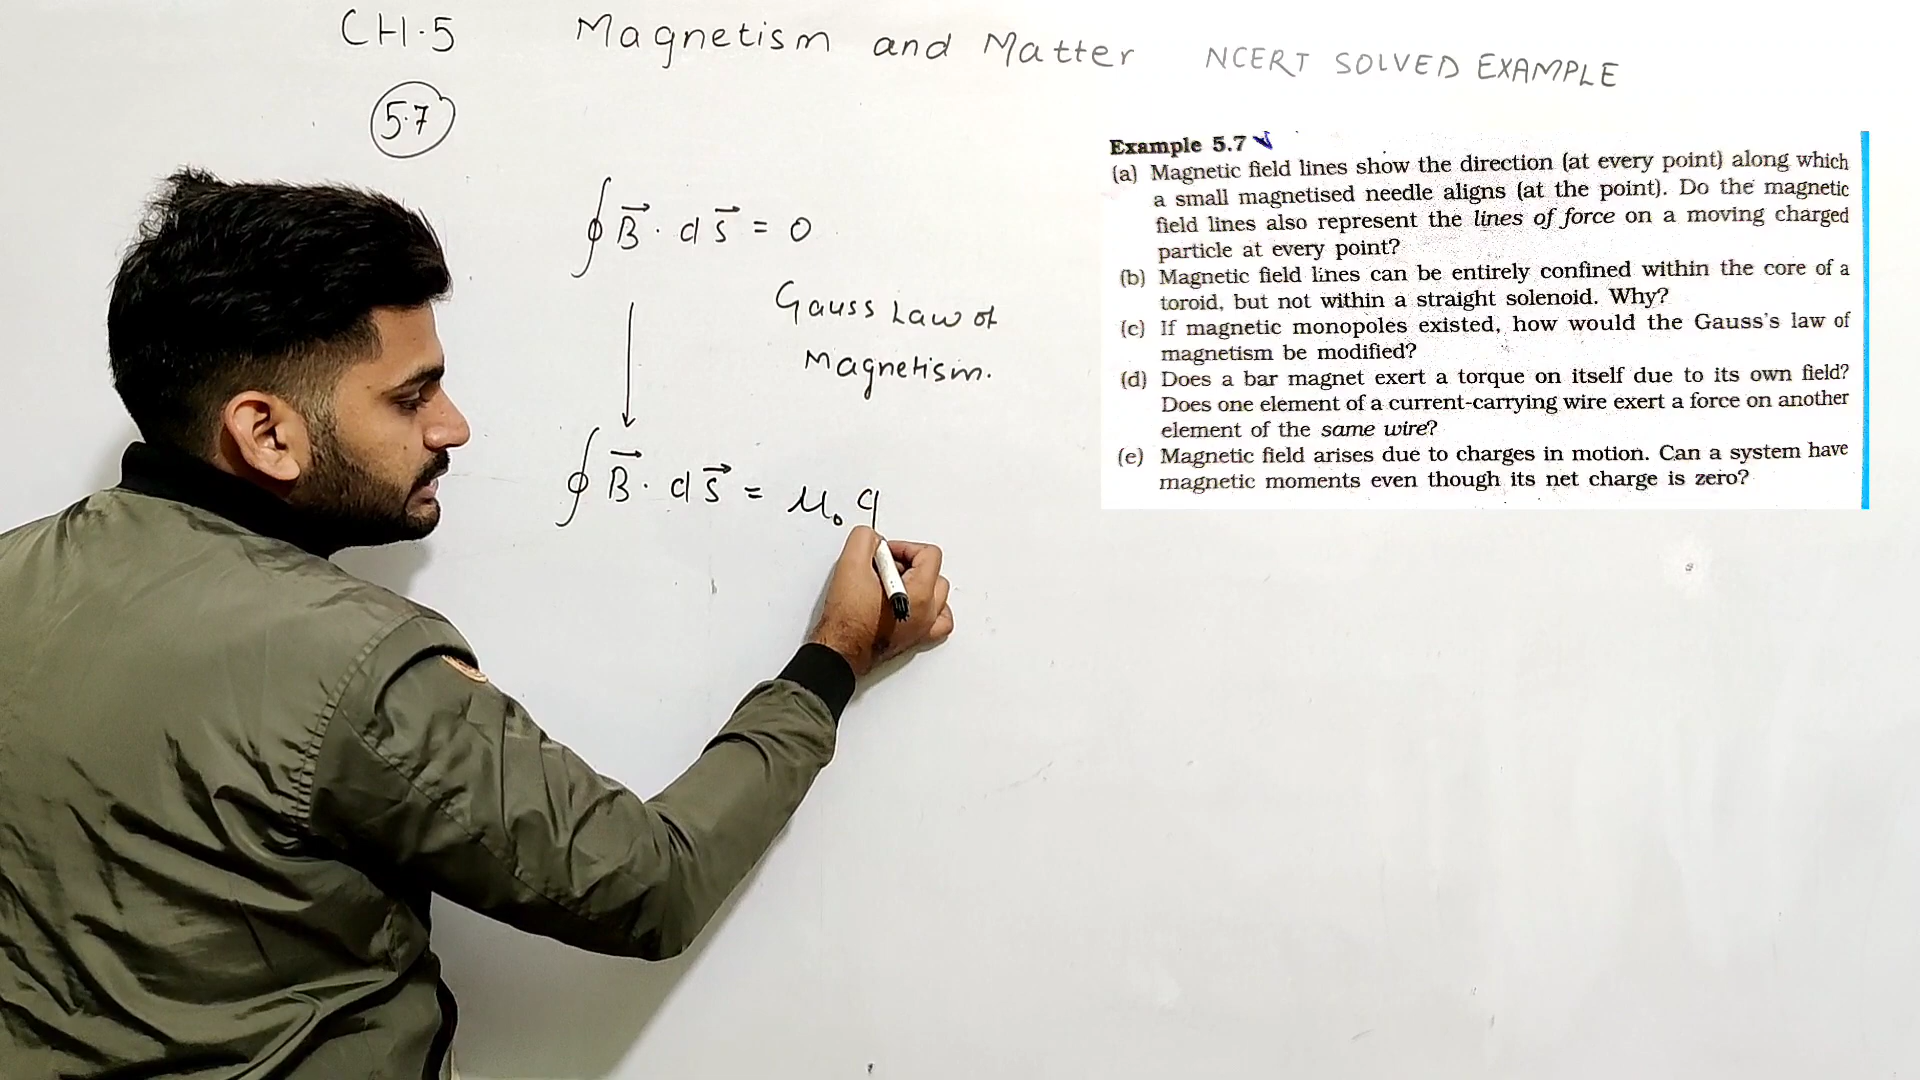 CH.5 Magnetism and Matter NCERT SOLVED EXAMPLE
5.7
∮ B⃗ . d s⃗ = 0
Gauss Law of
Magnetism.
∮ B⃗ . d s⃗ = μ₀ q
Example 5.7
(a) Magnetic field lines show the direction (at every point) along which
a small magnetised needle aligns (at the point). Do the magnetic
field lines also represent the lines of force on a moving charged
particle at every point?
(b) Magnetic field lines can be entirely confined within the core of a
toroid, but not within a straight solenoid. Why?
(c) If magnetic monopoles existed, how would the Gauss's law of
magnetism be modified?
(d) Does a bar magnet exert a torque on itself due to its own field?
Does one element of a current-carrying wire exert a force on another
element of the same wire?
(e) Magnetic field arises due to charges in motion. Can a system have
magnetic moments even though its net charge is zero?